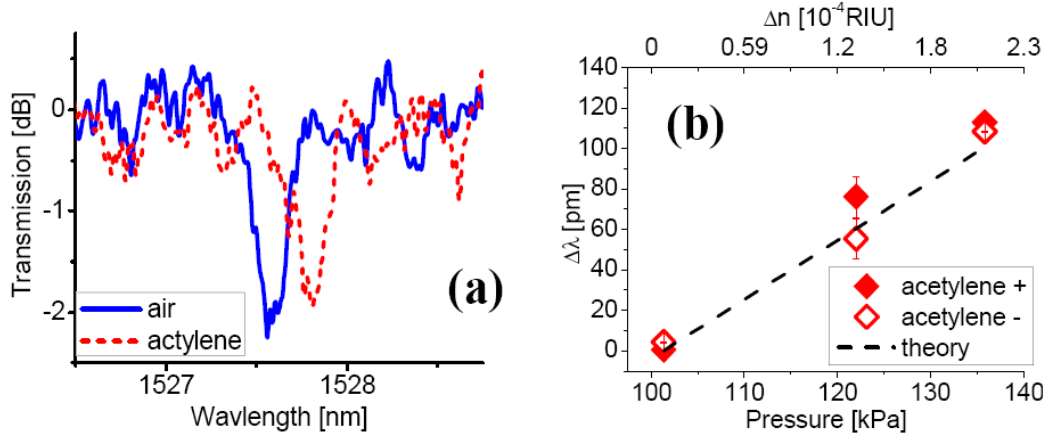 (a)
Transmission [dB]
0
-1
-2
air
actylene
1527
1528
Wavlength [nm]
Δn [10-4RIU]
0
0.59
1.2
1.8
2.3
(b)
Δλ [pm]
140
120
100
80
60
40
20
0
acetylene +
acetylene -
theory
100
110
120
130
140
Pressure [kPa]